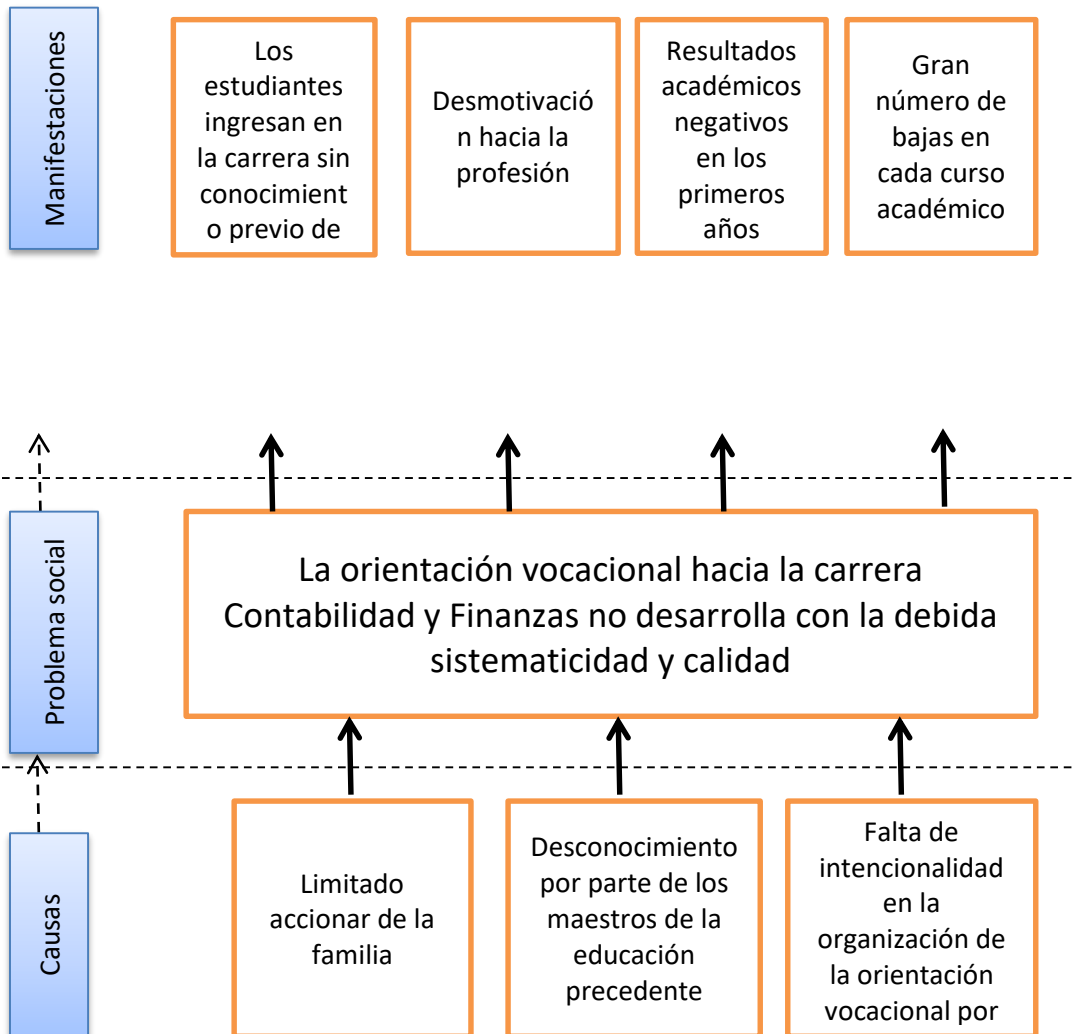 Manifestaciones
Los
estudiantes
ingresan en
la carrera sin
conocimient
o previo de
Desmotivació
n hacia la
profesión
Resultados
académicos
negativos
en los
primeros
años
Gran
número de
bajas en
cada curso
académico
Problema social
La orientación vocacional hacia la carrera
Contabilidad y Finanzas no desarrolla con la debida
sistematicidad y calidad
Causas
Limitado
accionar de la
familia
Desconocimiento
por parte de los
maestros de la
educación
precedente
Falta de
intencionalidad
en la
organización de
la orientación
vocacional por